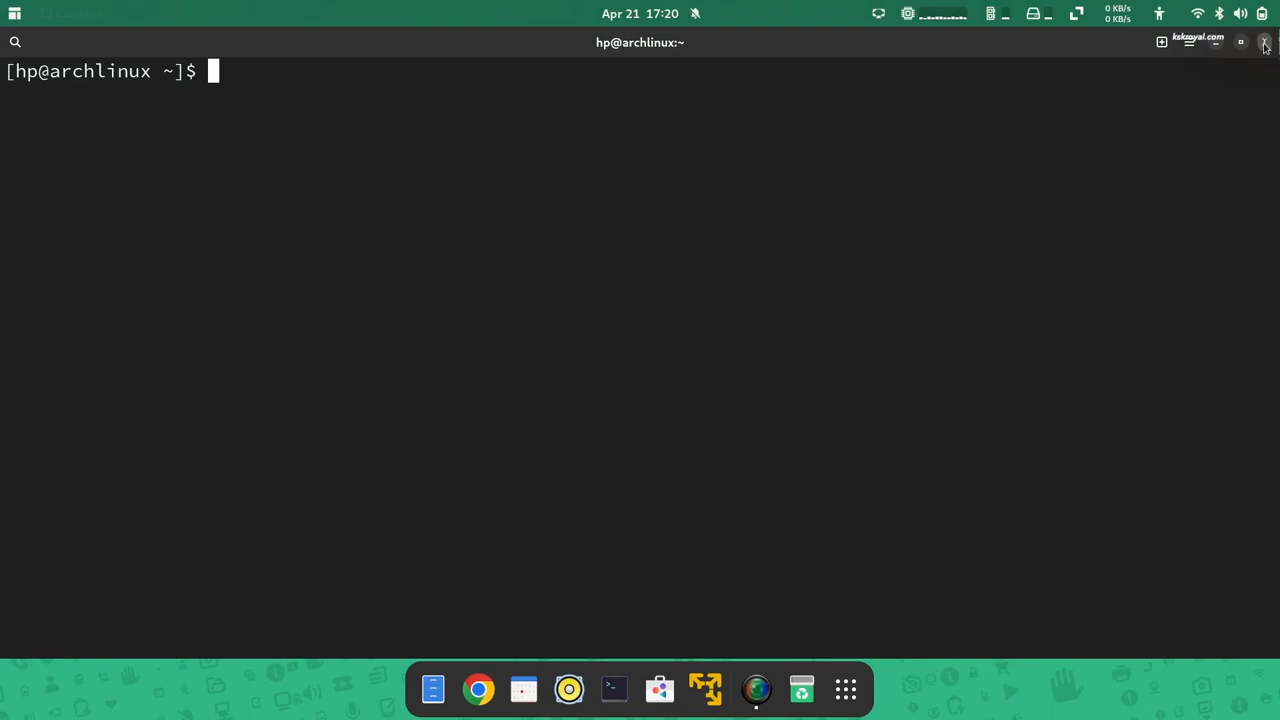 Apr 21 17:20
0 KB/s
0 KB/s
hp@archlinux:~
kskroyal.com
[hp@archlinux ~]$
>_